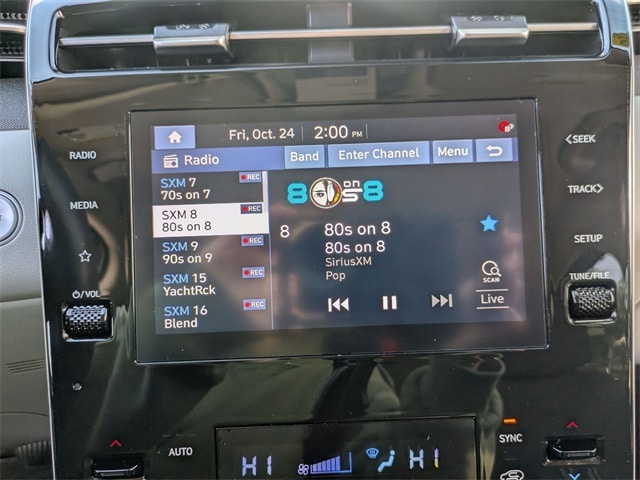 Fri, Oct. 24 2:00 PM
RADIO
MEDIA
⏻/VOL
Radio Band Enter Channel Menu
SXM 7 REC
70s on 7
SXM 8 REC
80s on 8
SXM 9 REC
90s on 9
SXM 15 REC
YachtRck
SXM 16 REC
Blend
8 on 8
8 80s on 8
80s on 8
SiriusXM
Pop
SCAN
Live
<SEEK
TRACK>
SETUP
TUNE/FILE
AUTO
SYNC
HI HI